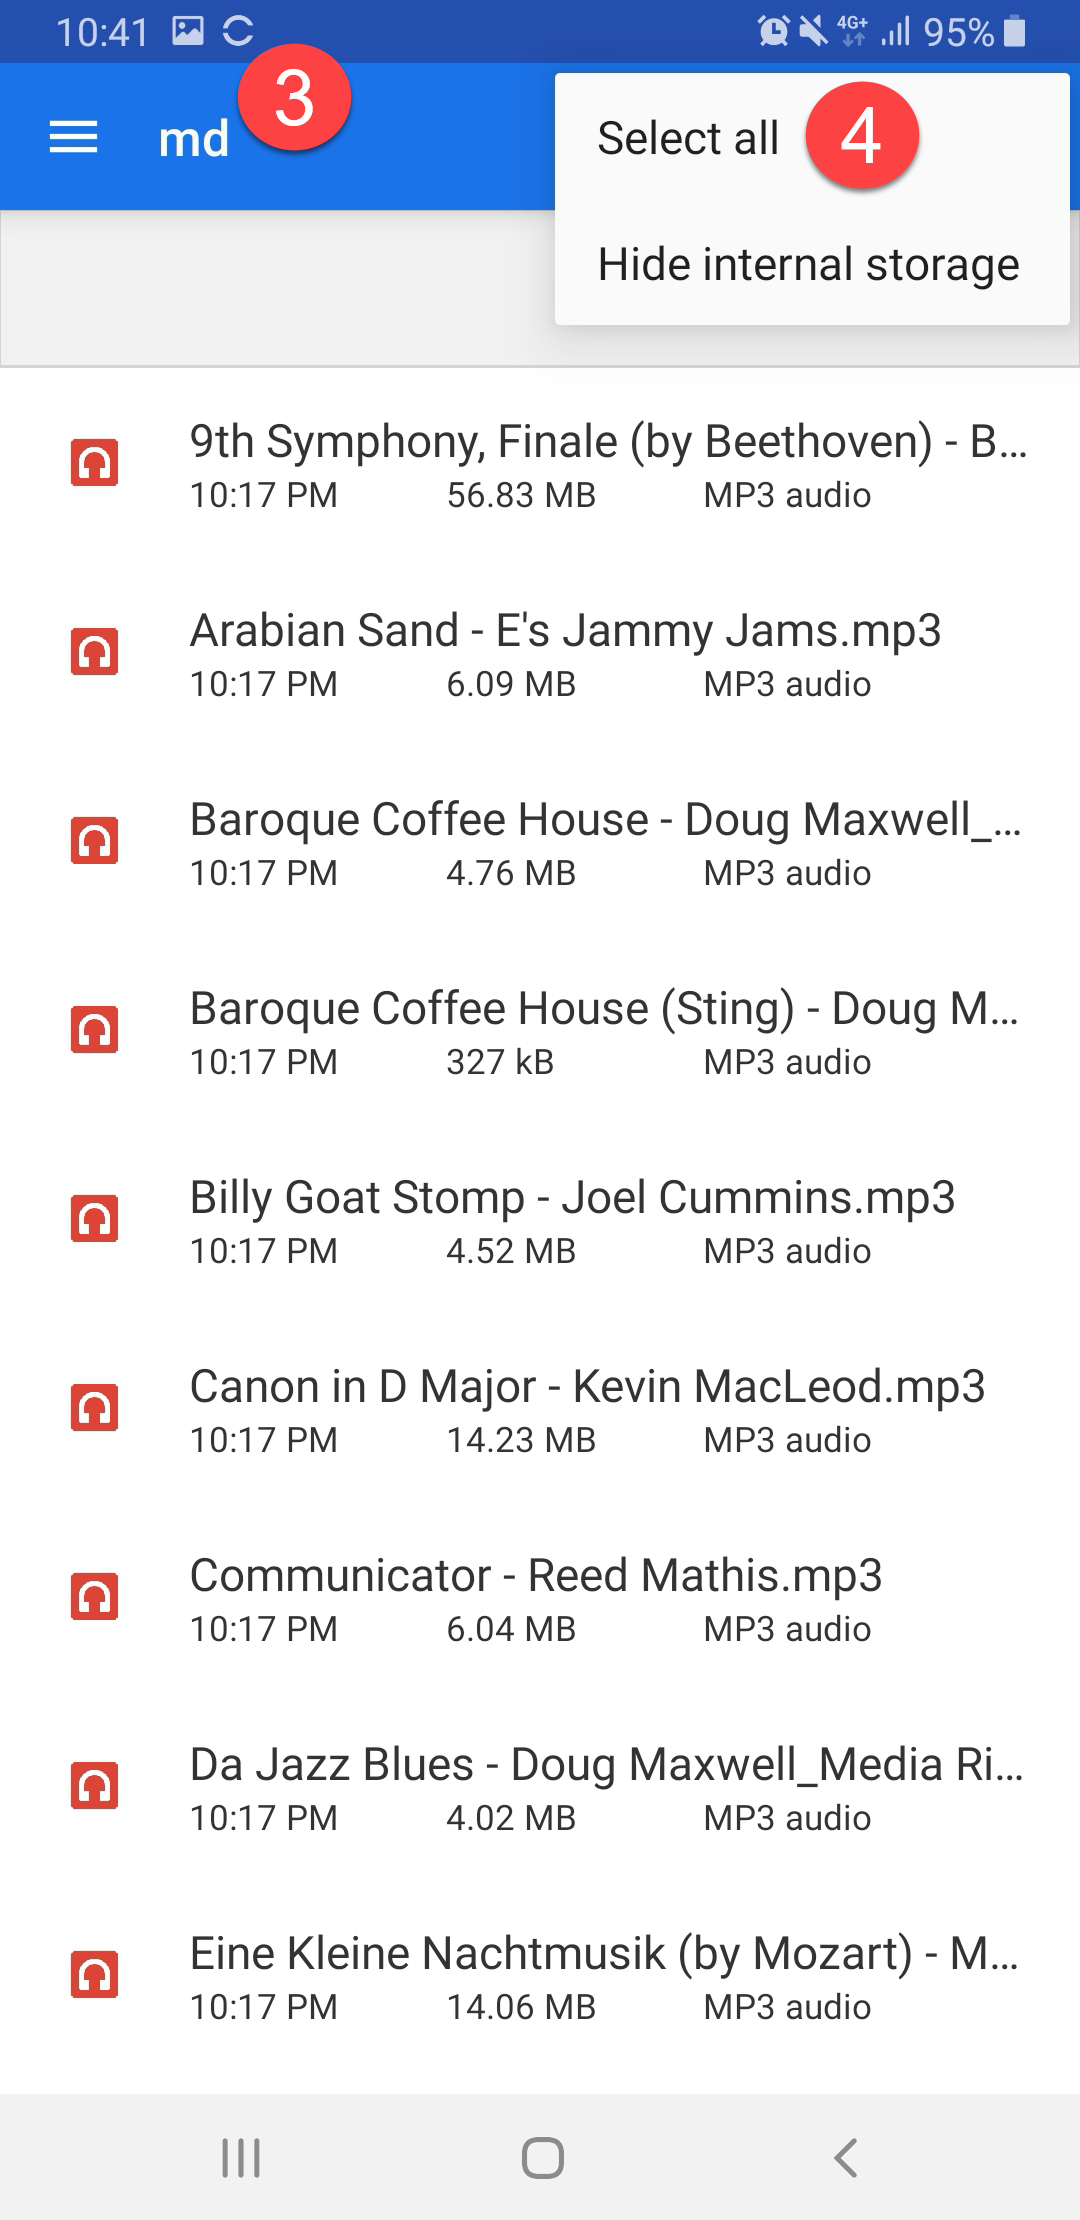 10:41 4G+ 95%
md 3
Select all 4
Hide internal storage
9th Symphony, Finale (by Beethoven) - B...
10:17 PM 56.83 MB MP3 audio
Arabian Sand - E's Jammy Jams.mp3
10:17 PM 6.09 MB MP3 audio
Baroque Coffee House - Doug Maxwell_...
10:17 PM 4.76 MB MP3 audio
Baroque Coffee House (Sting) - Doug M...
10:17 PM 327 kB MP3 audio
Billy Goat Stomp - Joel Cummins.mp3
10:17 PM 4.52 MB MP3 audio
Canon in D Major - Kevin MacLeod.mp3
10:17 PM 14.23 MB MP3 audio
Communicator - Reed Mathis.mp3
10:17 PM 6.04 MB MP3 audio
Da Jazz Blues - Doug Maxwell_Media Ri...
10:17 PM 4.02 MB MP3 audio
Eine Kleine Nachtmusik (by Mozart) - M...
10:17 PM 14.06 MB MP3 audio